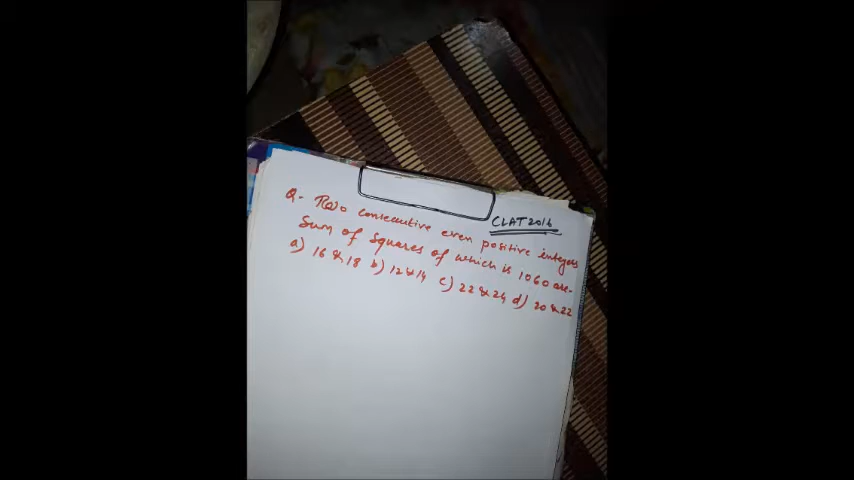 CLAT 2016
Q- Two consecutive even positive integers
Sum of Squares of which is 1060 are-
a) 16 & 18 b) 12 & 14 c) 22 & 24 d) 20 & 22